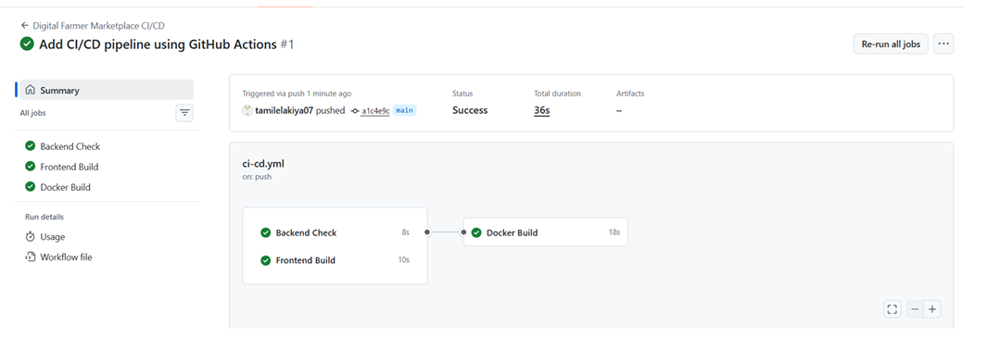 ← Digital Farmer Marketplace CI/CD
Add CI/CD pipeline using GitHub Actions #1
Re-run all jobs
...
Summary
All jobs
Backend Check
Frontend Build
Docker Build
Run details
Usage
Workflow file
Triggered via push 1 minute ago
tamilelakiya07 pushed a1c4e9c main
Status
Success
Total duration
36s
Artifacts
–
ci-cd.yml
on: push
Backend Check 8s
Frontend Build 10s
Docker Build 18s